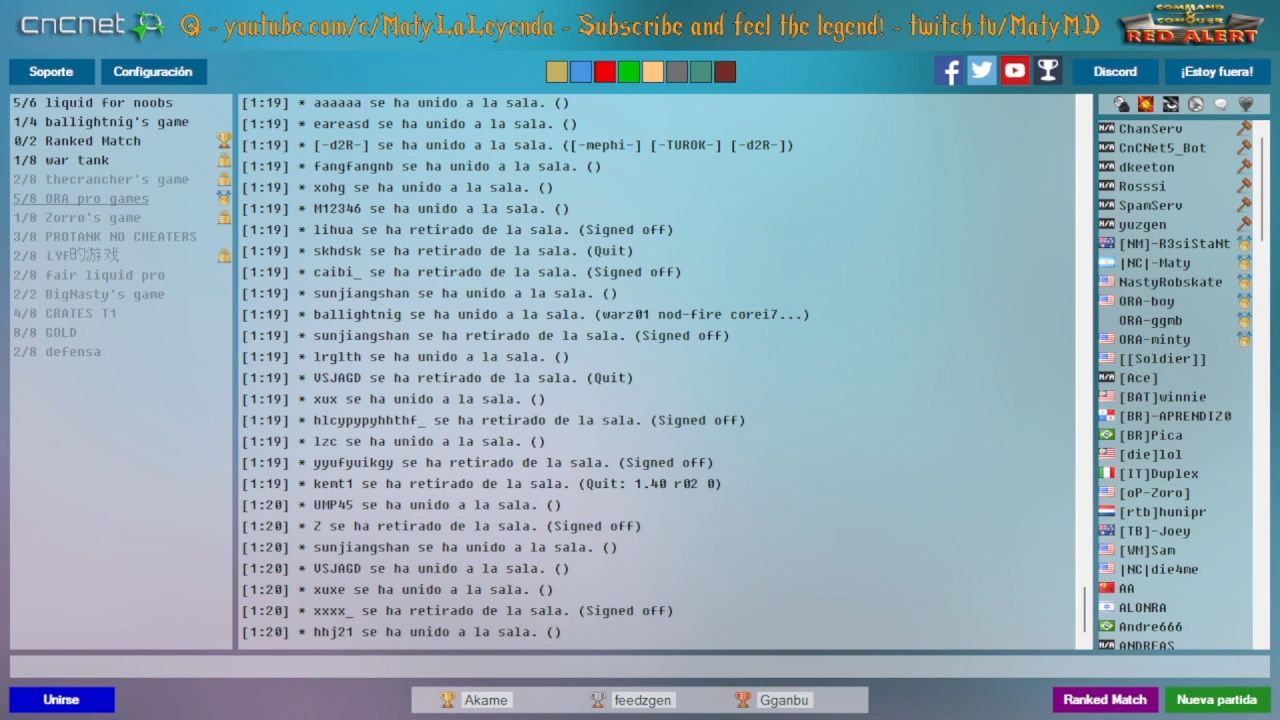 CnCNet Q - youtube.com/c/MatyLaLeyenda - Subscribe and feel the legend! - twitch.tv/MatyMD COMMAND & CONQUER RED ALERT
Soporte Configuración Discord ¡Estoy fuera!
5/6 liquid for noobs
1/4 ballightnig's game
0/2 Ranked Match
1/8 war tank
2/8 thecrancher's game
5/8 ORA pro games
1/8 Zorro's game
3/8 PROTANK NO CHEATERS
2/8 LYF的游戏
2/8 fair liquid pro
2/2 BigNasty's game
4/8 CRATES T1
8/8 GOLD
2/8 defensa
[1:19] * aaaaaa se ha unido a la sala. ()
[1:19] * eareasd se ha unido a la sala. ()
[1:19] * [-d2R-] se ha unido a la sala. ([-mephi-] [-TUROK-] [-d2R-])
[1:19] * fangfangnb se ha unido a la sala. ()
[1:19] * xohg se ha unido a la sala. ()
[1:19] * M12346 se ha unido a la sala. ()
[1:19] * lihua se ha retirado de la sala. (Signed off)
[1:19] * skhdsk se ha retirado de la sala. (Quit)
[1:19] * caibi_ se ha retirado de la sala. (Signed off)
[1:19] * sunjiangshan se ha unido a la sala. ()
[1:19] * ballightnig se ha unido a la sala. (warz01 nod-fire corei7...)
[1:19] * sunjiangshan se ha retirado de la sala. (Signed off)
[1:19] * lrglth se ha unido a la sala. ()
[1:19] * VSJAGD se ha retirado de la sala. (Quit)
[1:19] * xux se ha unido a la sala. ()
[1:19] * se ha retirado de la sala. (Signed off)
[1:19] * lzc se ha unido a la sala. ()
[1:19] * yyufyuikgy se ha retirado de la sala. (Signed off)
[1:19] * kemt1 se ha retirado de la sala. (Quit: 1.40 r02 0)
[1:20] * UMP45 se ha unido a la sala. ()
[1:20] * Z se ha retirado de la sala. (Signed off)
[1:20] * sunjiangshan se ha unido a la sala. ()
[1:20] * VSJAGD se ha unido a la sala. ()
[1:20] * xuxe se ha unido a la sala. ()
[1:20] * xxxx_ se ha retirado de la sala. (Signed off)
[1:20] * hhj21 se ha unido a la sala. ()
N/A ChanServ
N/A CnCNet5_Bot
N/A dkeeton
N/A Rosssi
N/A SpamServ
N/A yuzgen
[NM]-R3siStaNt
|NC|-Maty
NastyRobskate
ORA-boy
ORA-ggmb
ORA-minty
[[Soldier]]
N/A [Ace]
[BAT]winnie
[BR]-APRENDIZ0
[BR]Pica
[die]lol
[IT]Duplex
[oP-Zoro]
[rtb]hunipr
[TB]-Joey
[WM]Sam
|NC|die4me
AA
ALONRA
Andre666
N/A ANDREAS
Unirse Akame feedzgen Gganbu Ranked Match Nueva partida